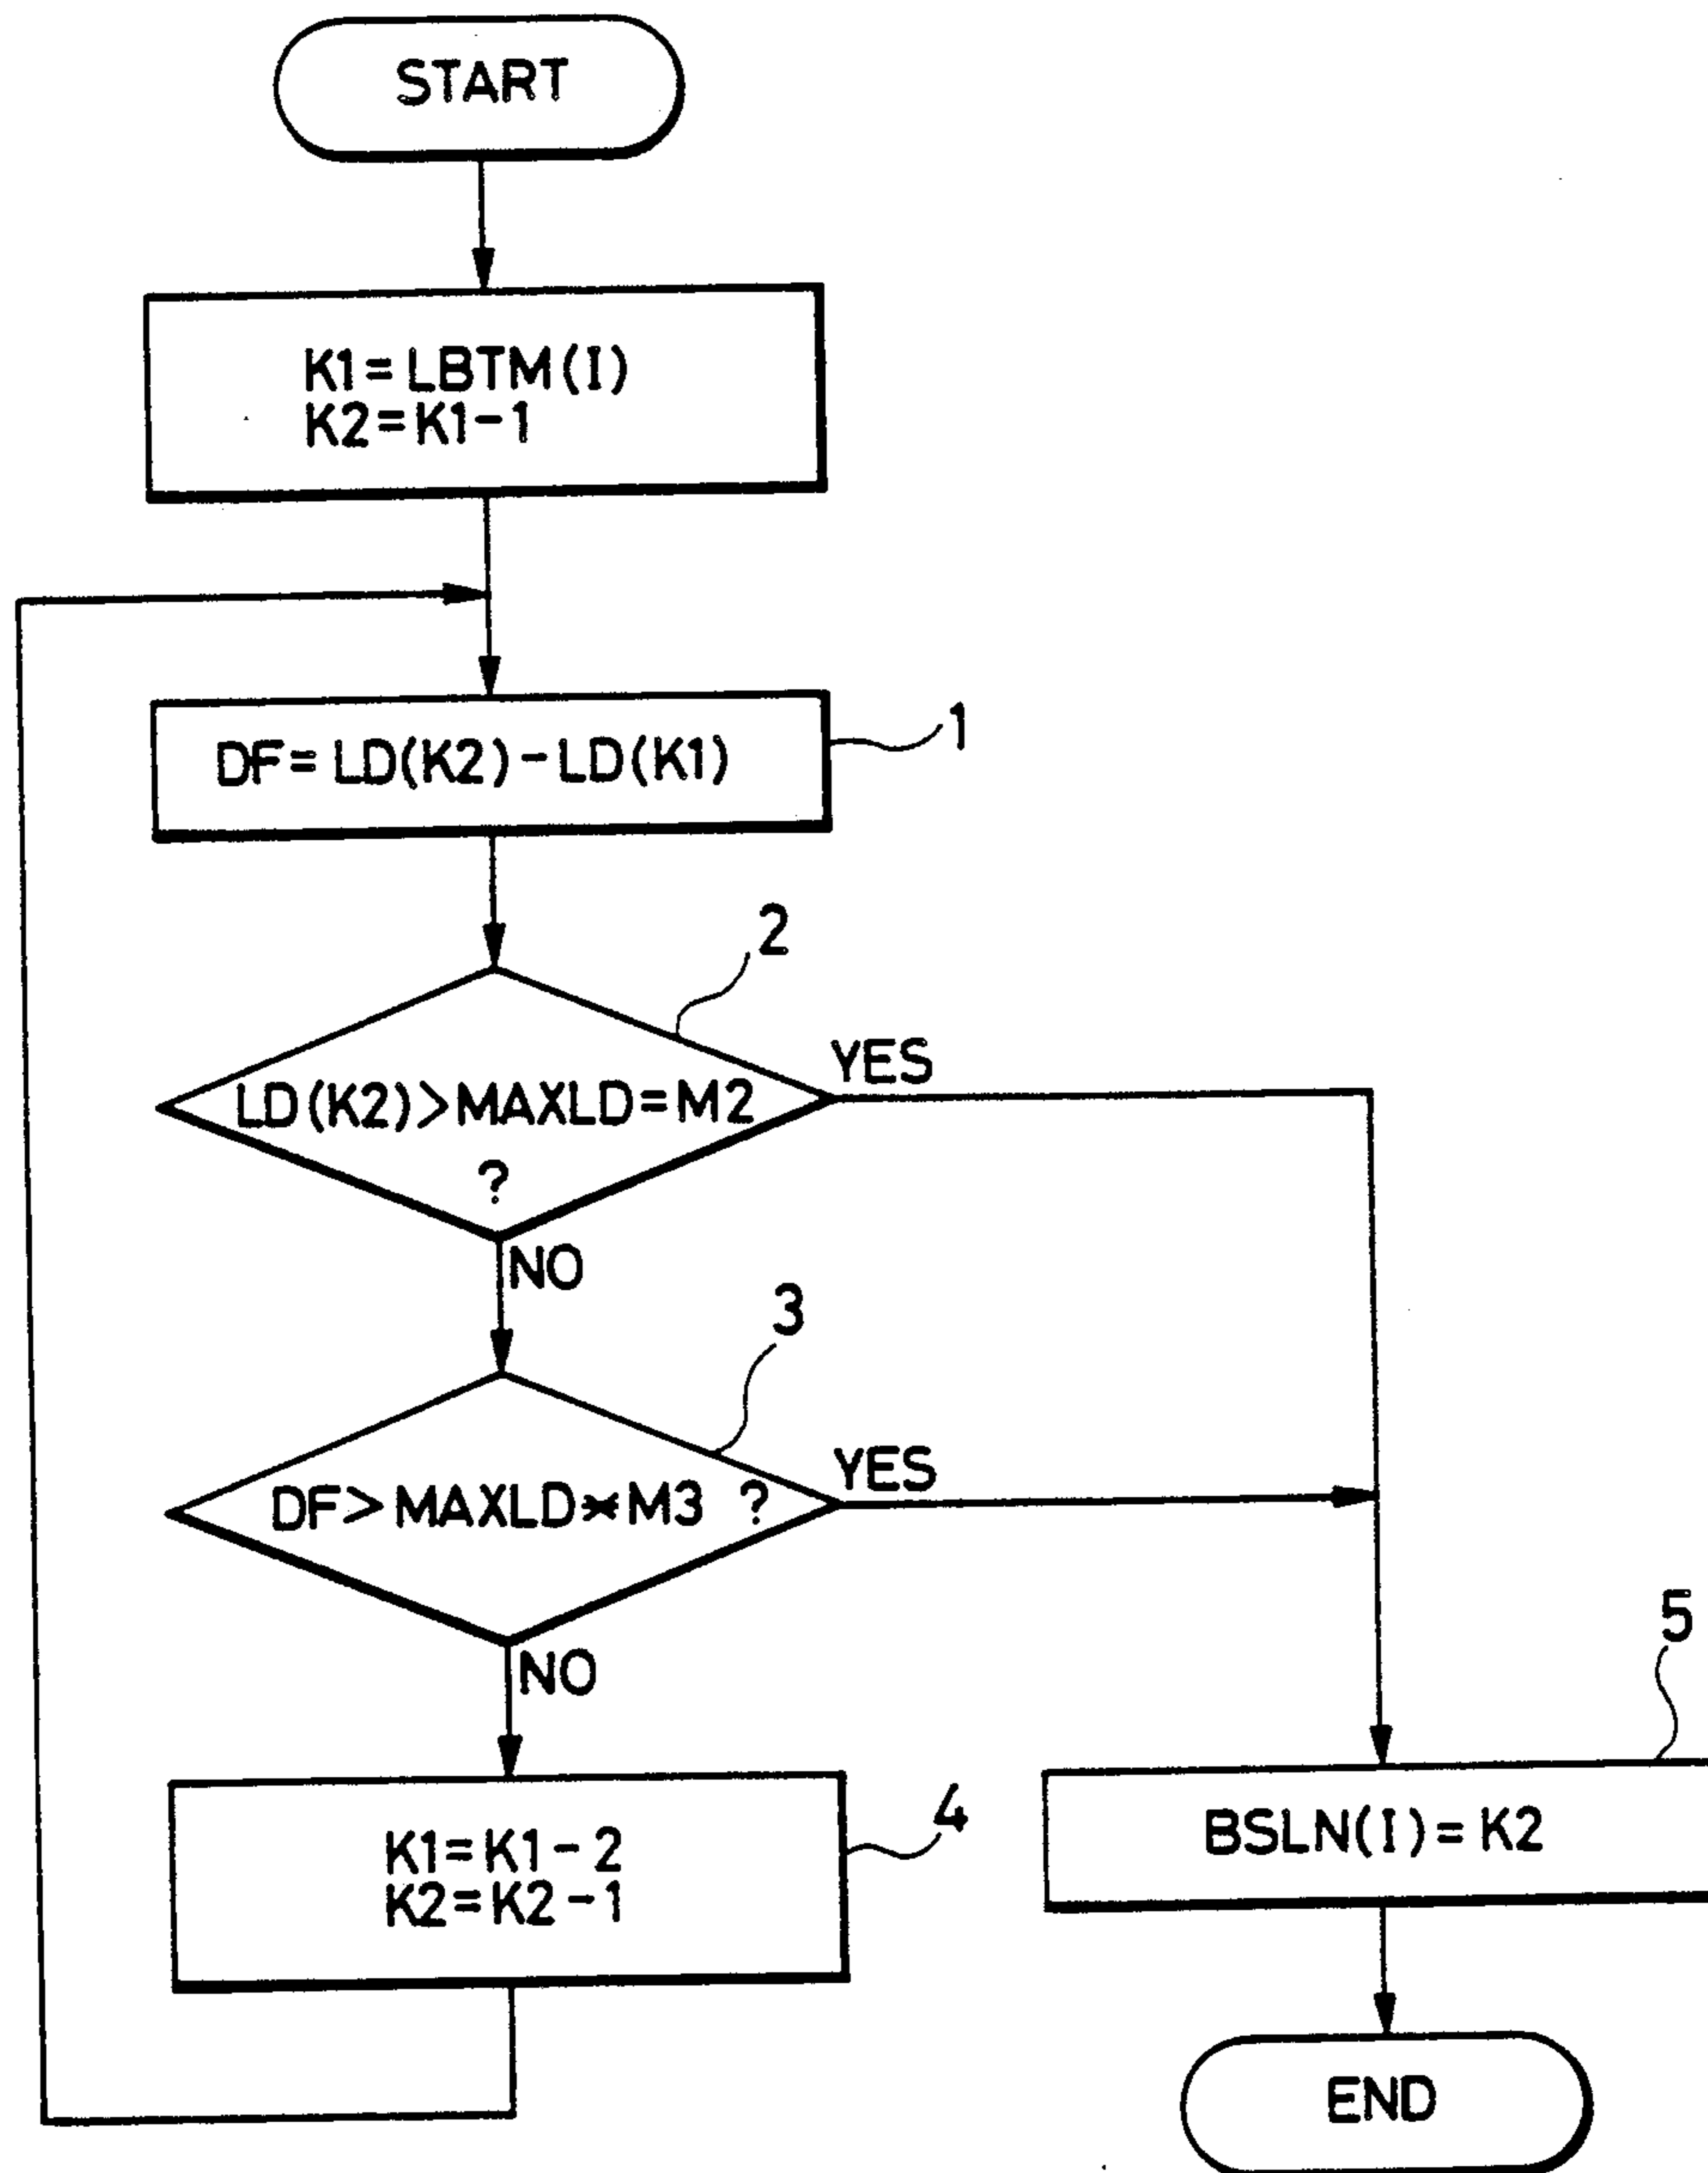 START
K1=LBTM(I)
K2=K1-1
DF=LD(K2)-LD(K1)
1
2
LD(K2)>MAXLD=M2
?
YES
NO
3
DF>MAXLD*M3 ?
YES
NO
K1=K1-2
K2=K2-1
4
5
BSLN(I)=K2
END